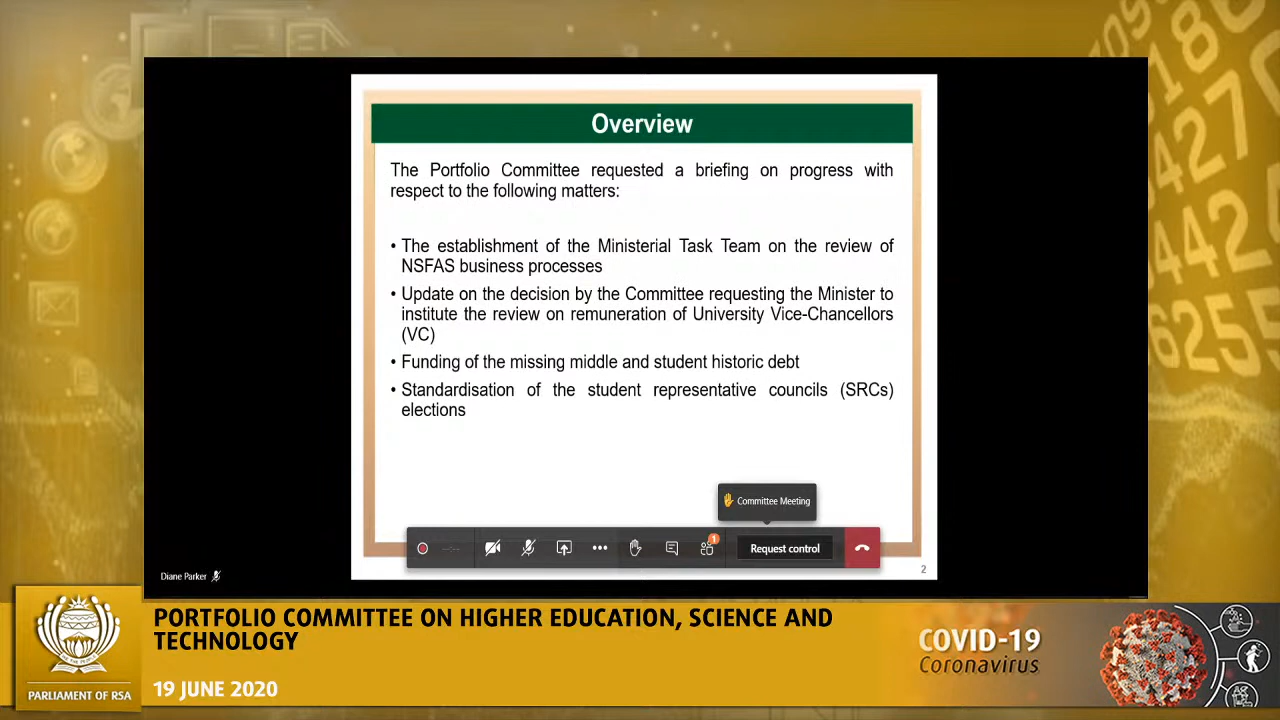 Overview
The Portfolio Committee requested a briefing on progress with
respect to the following matters:
• The establishment of the Ministerial Task Team on the review of
NSFAS business processes
• Update on the decision by the Committee requesting the Minister to
institute the review on remuneration of University Vice-Chancellors
(VC)
• Funding of the missing middle and student historic debt
• Standardisation of the student representative councils (SRCs)
elections
Committee Meeting
1
Request control
2
Diane Parker
PORTFOLIO COMMITTEE ON HIGHER EDUCATION, SCIENCE AND
TECHNOLOGY
19 JUNE 2020
PARLIAMENT OF RSA
COVID-19
Coronavirus